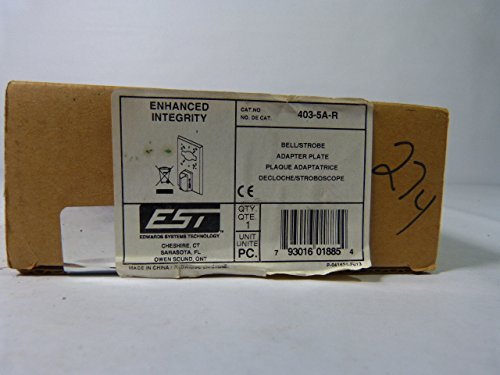 ENHANCED
INTEGRITY
CAT.NO
NO. DE CAT.
403-5A-R
BELL/STROBE
ADAPTER PLATE
PLAQUE ADAPTATRICE
DECLOCHE/STROBOSCOPE
CE
EST
EDWARDS SYSTEMS TECHNOLOGY
CHESHIRE, CT
SARASOTA, FL
OWEN SOUND, ONT
MADE IN CHINA
QTY.
QTE.
1
UNIT
UNITE
PC.
7 93016 01885 4
274